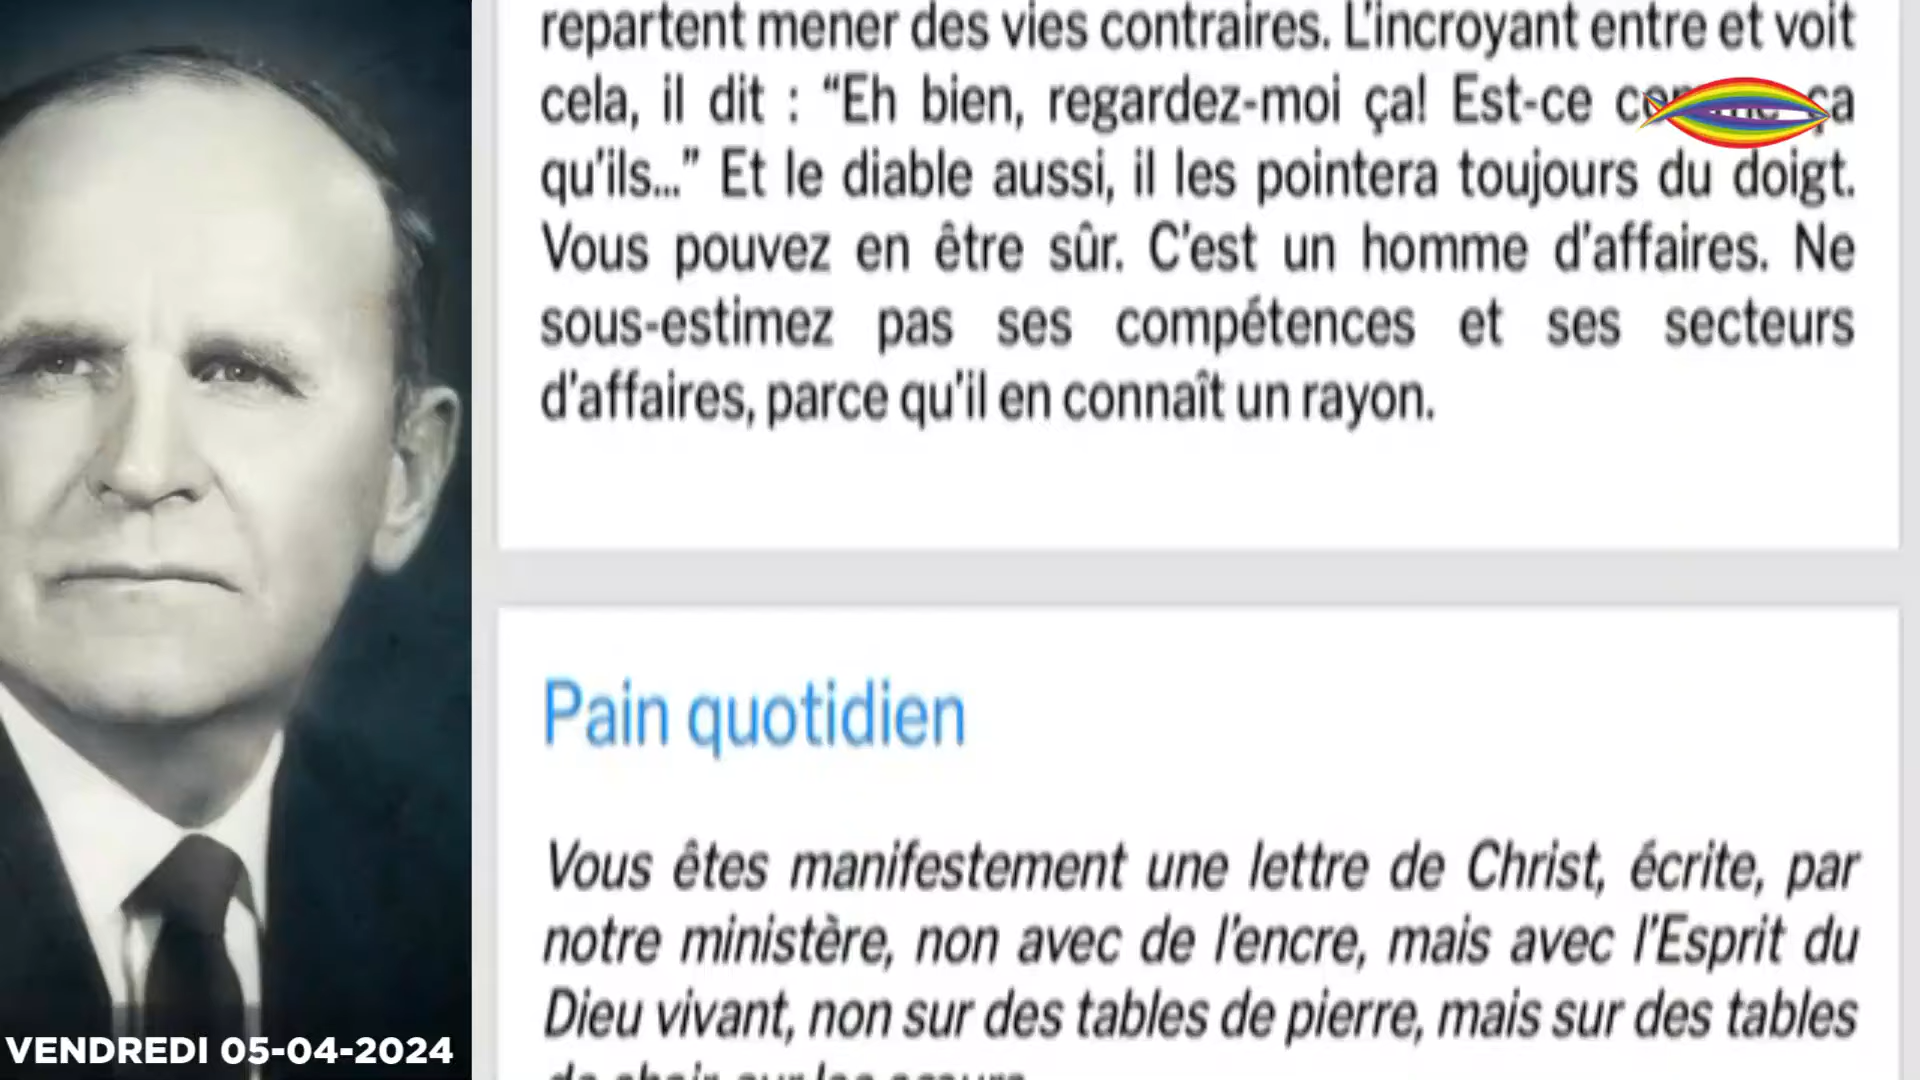 repartent mener des vies contraires. L'incroyant entre et voit
cela, il dit : “Eh bien, regardez-moi ça! Est-ce ça
qu'ils...” Et le diable aussi, il les pointera toujours du doigt.
Vous pouvez en être sûr. C'est un homme d'affaires. Ne
sous-estimez pas ses compétences et ses secteurs
d'affaires, parce qu'il en connaît un rayon.
Pain quotidien
Vous êtes manifestement une lettre de Christ, écrite, par
notre ministère, non avec de l'encre, mais avec l'Esprit du
Dieu vivant, non sur des tables de pierre, mais sur des tables
VENDREDI 05-04-2024